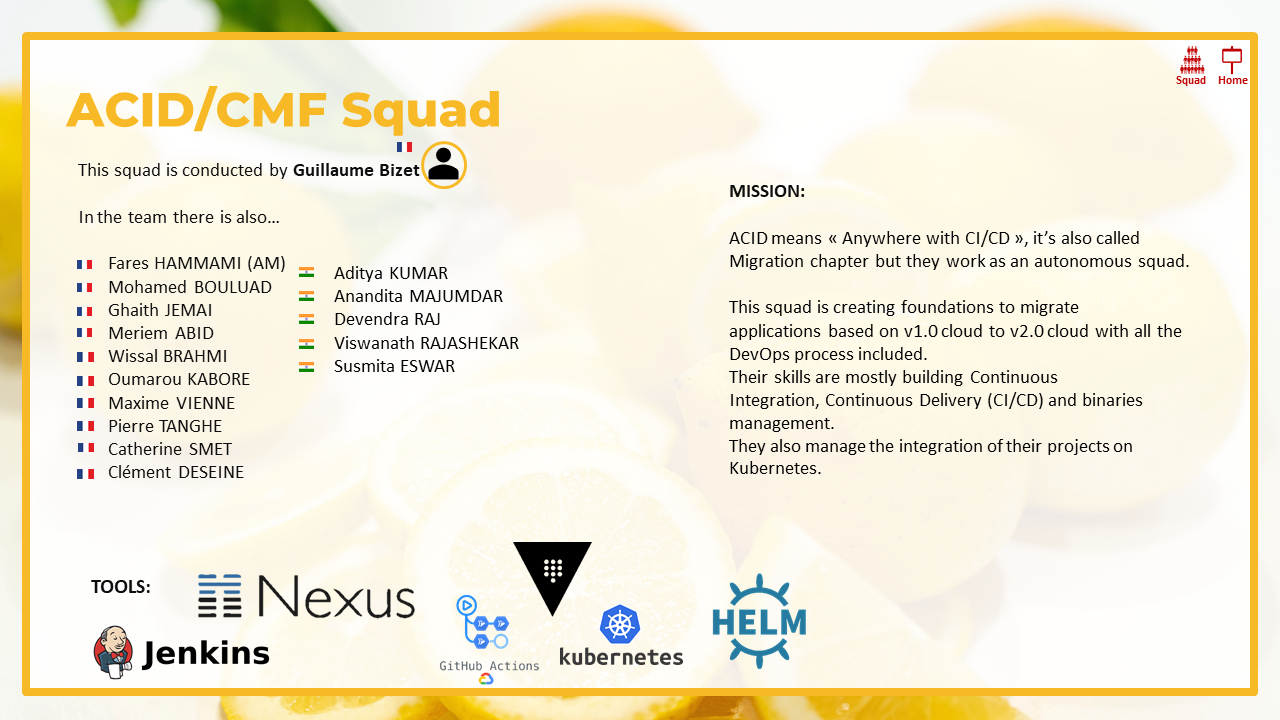 Squad Home
ACID/CMF Squad
This squad is conducted by Guillaume Bizet
In the team there is also…
Fares HAMMAMI (AM)
Mohamed BOULUAD
Ghaith JEMAI
Meriem ABID
Wissal BRAHMI
Oumarou KABORE
Maxime VIENNE
Pierre TANGHE
Catherine SMET
Clément DESEINE
Aditya KUMAR
Anandita MAJUMDAR
Devendra RAJ
Viswanath RAJASHEKAR
Susmita ESWAR
MISSION:
ACID means « Anywhere with CI/CD », it’s also called
Migration chapter but they work as an autonomous squad.
This squad is creating foundations to migrate
applications based on v1.0 cloud to v2.0 cloud with all the
DevOps process included.
Their skills are mostly building Continuous
Integration, Continuous Delivery (CI/CD) and binaries
management.
They also manage the integration of their projects on
Kubernetes.
TOOLS:
Nexus
Jenkins
GitHub Actions
kubernetes
HELM